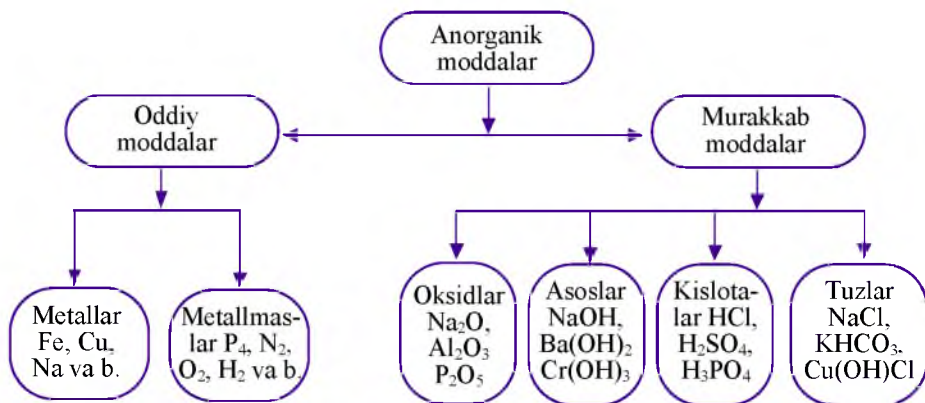 Anorganik
moddalar
Oddiy
moddalar
Murakkab
moddalar
Metallar
Fe, Cu,
Na va b.
Metallmas-
lar P₄, N₂,
O₂, H₂ va b.
Oksidlar
Na₂O,
Al₂O₃
P₂O₅
Asoslar
NaOH,
Ba(OH)₂
Cr(OH)₃
Kislota-
lar HCl,
H₂SO₄,
H₃PO₄
Tuzlar
NaCl,
KHCO₃,
Cu(OH)Cl